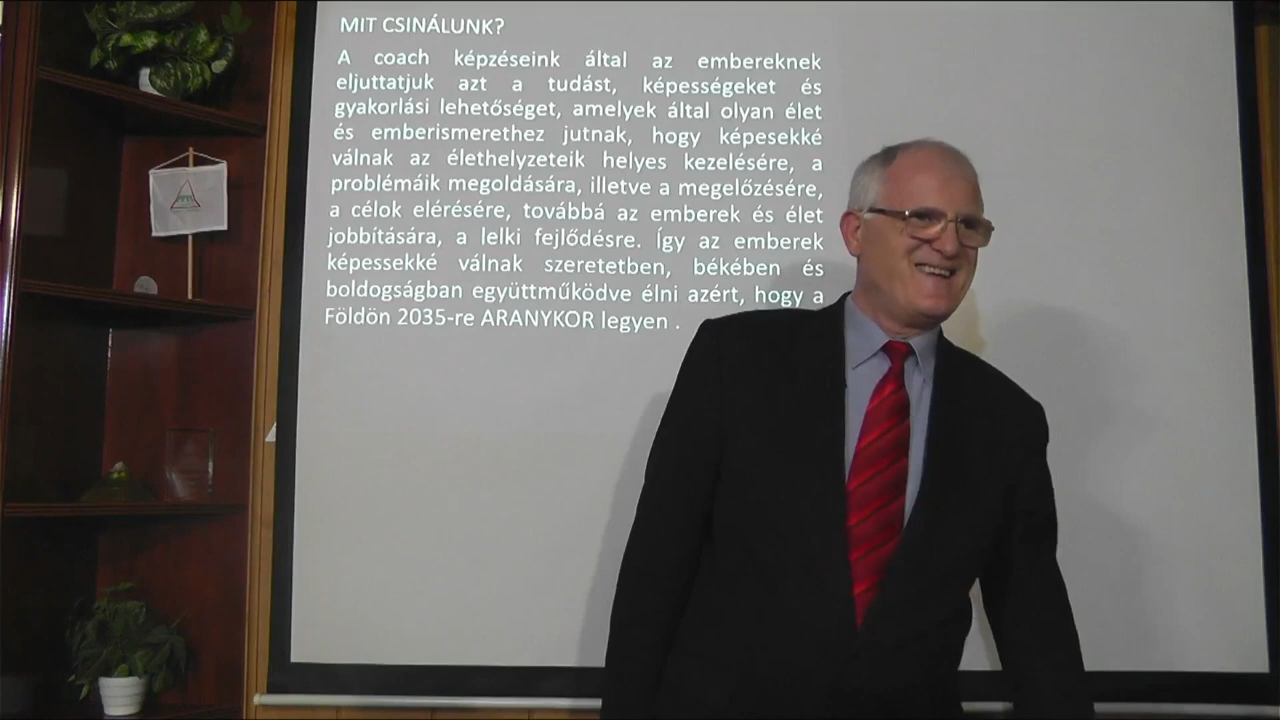 MIT CSINÁLUNK?
A coach képzéseink által az embereknek
eljuttatjuk azt a tudást, képességeket és
gyakorlási lehetőséget, amelyek által olyan élet
és emberismerethez jutnak, hogy képesekké
válnak az élethelyzeteik helyes kezelésére, a
problémáik megoldására, illetve a megelőzésére,
a célok elérésére, továbbá az emberek és élet
jobbítására, a lelki fejlődésre. Így az emberek
képessekké válnak szeretetben, békében és
boldogságban együttműködve élni azért, hogy a
Földön 2035-re ARANYKOR legyen .